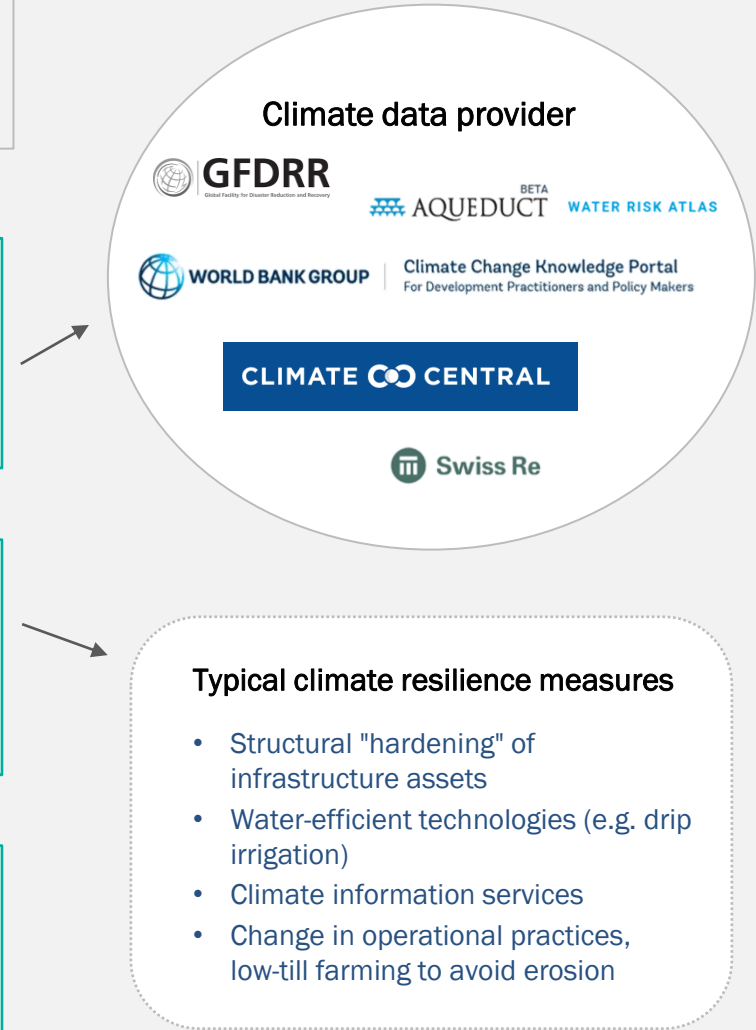 Climate data provider
GFDRR
Global Facility for Disaster Reduction and Recovery
BETA
AQUEDUCT WATER RISK ATLAS
WORLD BANK GROUP Climate Change Knowledge Portal
For Development Practitioners and Policy Makers
CLIMATE CENTRAL
Swiss Re
Typical climate resilience measures
• Structural "hardening" of
infrastructure assets
• Water-efficient technologies (e.g. drip
irrigation)
• Climate information services
• Change in operational practices,
low-till farming to avoid erosion